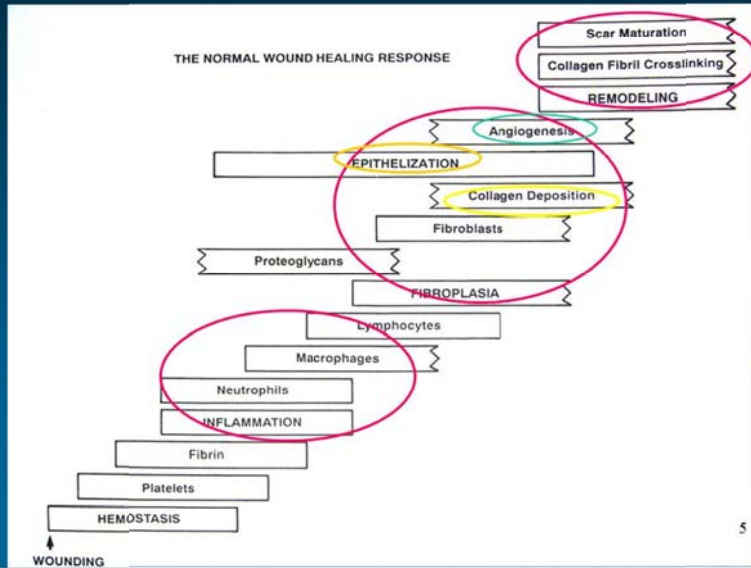 Scar Maturation
THE NORMAL WOUND HEALING RESPONSE
Collagen Fibril Crosslinking
REMODELING
Angiogenesis
EPITHELIZATION
Collagen Deposition
Fibroblasts
Proteoglycans
FIBROPLASIA
Lymphocytes
Macrophages
Neutrophils
INFLAMMATION
Fibrin
Platelets
HEMOSTASIS
5
WOUNDING